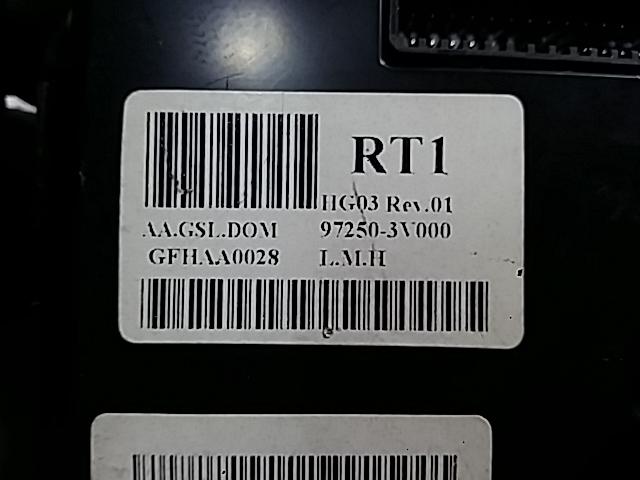 RT1
HG03 Rev.01
AA.GSL.DOM 97250-3V000
GFHAA0028 L.M.H